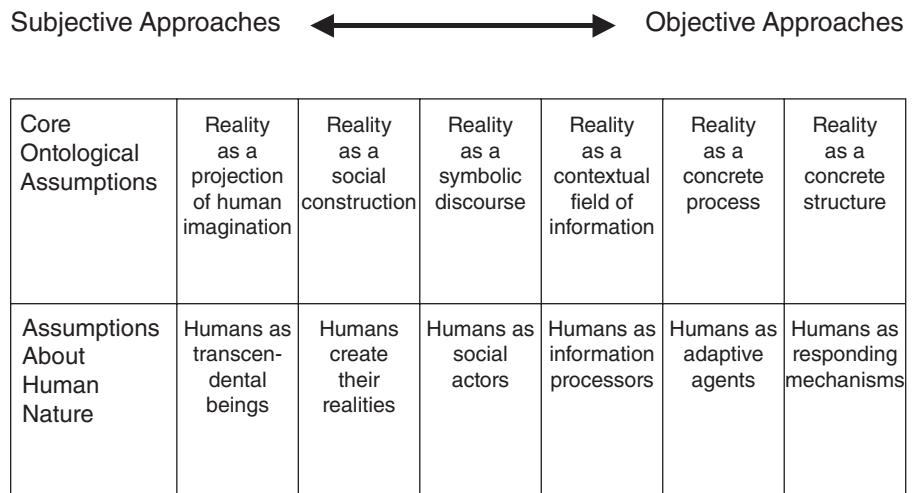 Subjective Approaches Objective Approaches
Core
Ontological
Assumptions
Reality
as a
projection
of human
imagination
Reality
as a
social
construction
Reality
as a
symbolic
discourse
Reality
as a
contextual
field of
information
Reality
as a
concrete
process
Reality
as a
concrete
structure
Assumptions
About
Human
Nature
Humans as
transcen-
dental
beings
Humans
create
their
realities
Humans as
social
actors
Humans as
information
processors
Humans as
adaptive
agents
Humans as
responding
mechanisms